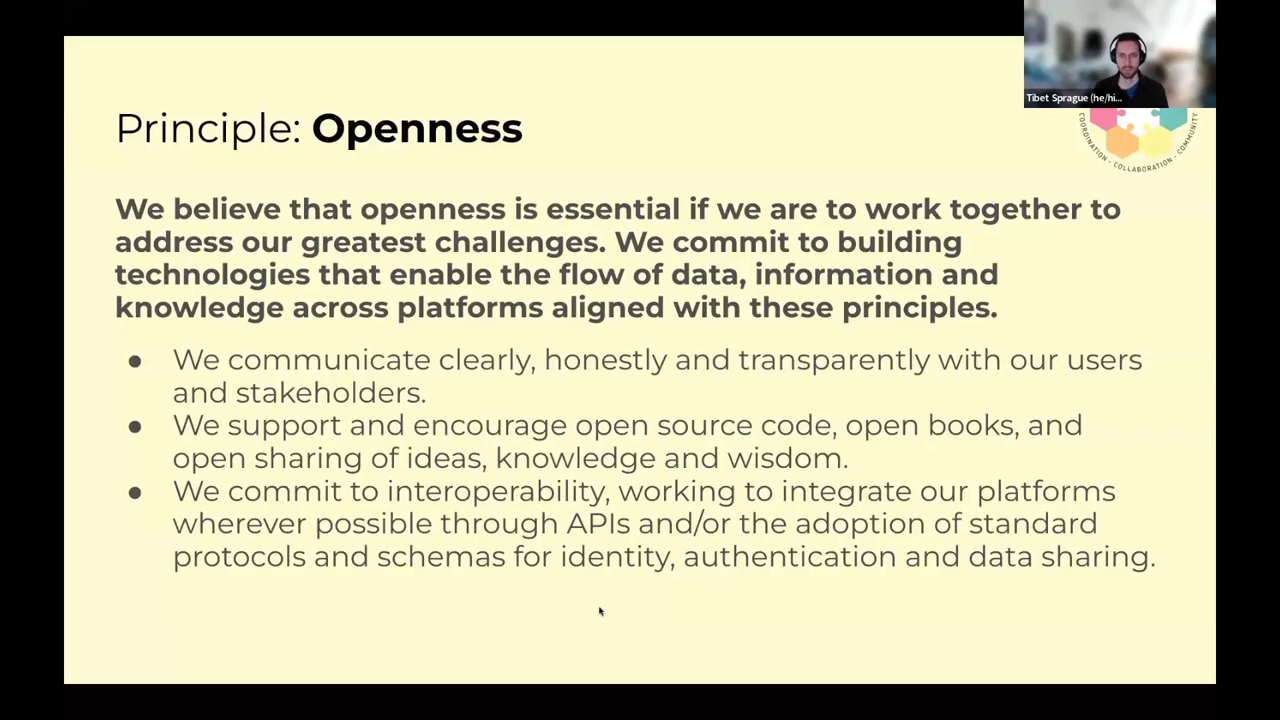 Tibet Sprague (he/hi...
Principle: Openness
COORDINATION - COLLABORATION - COMMUNITY
We believe that openness is essential if we are to work together to
address our greatest challenges. We commit to building
technologies that enable the flow of data, information and
knowledge across platforms aligned with these principles.
● We communicate clearly, honestly and transparently with our users
and stakeholders.
● We support and encourage open source code, open books, and
open sharing of ideas, knowledge and wisdom.
● We commit to interoperability, working to integrate our platforms
wherever possible through APIs and/or the adoption of standard
protocols and schemas for identity, authentication and data sharing.